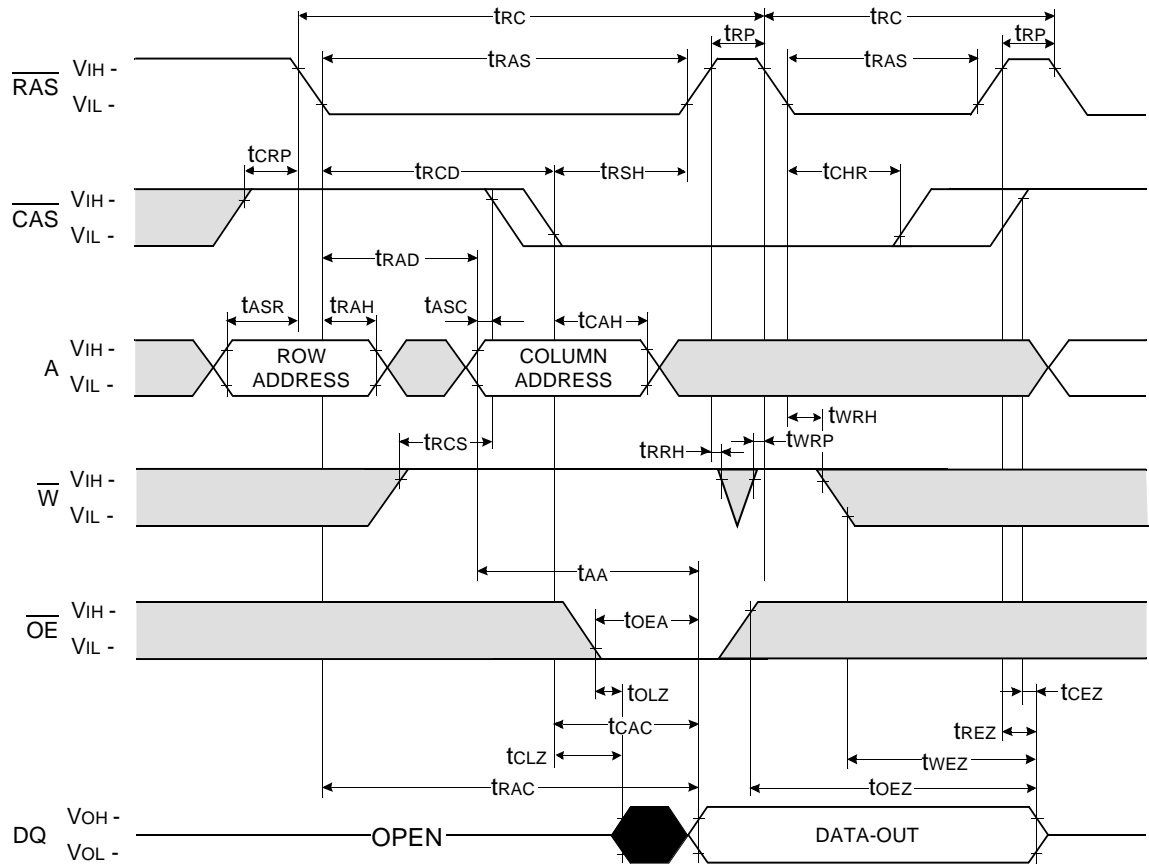 tRC tRC
tRP tRP
tRAS tRAS
RAS VIH -
VIL -
tCRP tRCD tRSH tCHR
CAS VIH -
VIL -
tRAD
tASR tRAH tASC tCAH
A VIH -
VIL -
ROW
ADDRESS
COLUMN
ADDRESS
tWRH
tRCS tRRH tWRP
W VIH -
VIL -
tAA
OE VIH -
VIL -
tOEA
tOLZ tCEZ
tCAC tREZ
tCLZ tWEZ
tRAC tOEZ
DQ VOH -
VOL -
OPEN DATA-OUT